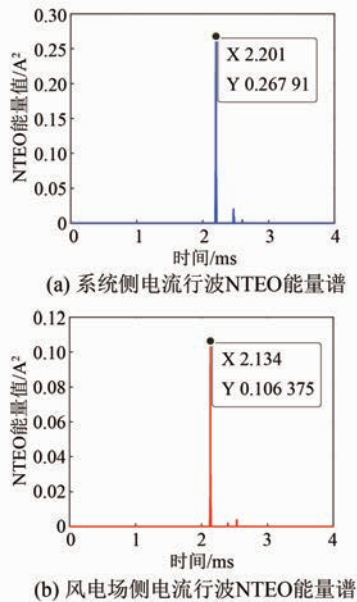 0.30
0.25
0.20
0.15
0.10
0.05
0
NTEO能量值/A²
X 2.201
Y 0.267 91
0 1 2 3 4
时间/ms
(a) 系统侧电流行波NTEO能量谱
0.12
0.10
0.08
0.06
0.04
0.02
0
NTEO能量值/A²
X 2.134
Y 0.106 375
0 1 2 3 4
时间/ms
(b) 风电场侧电流行波NTEO能量谱